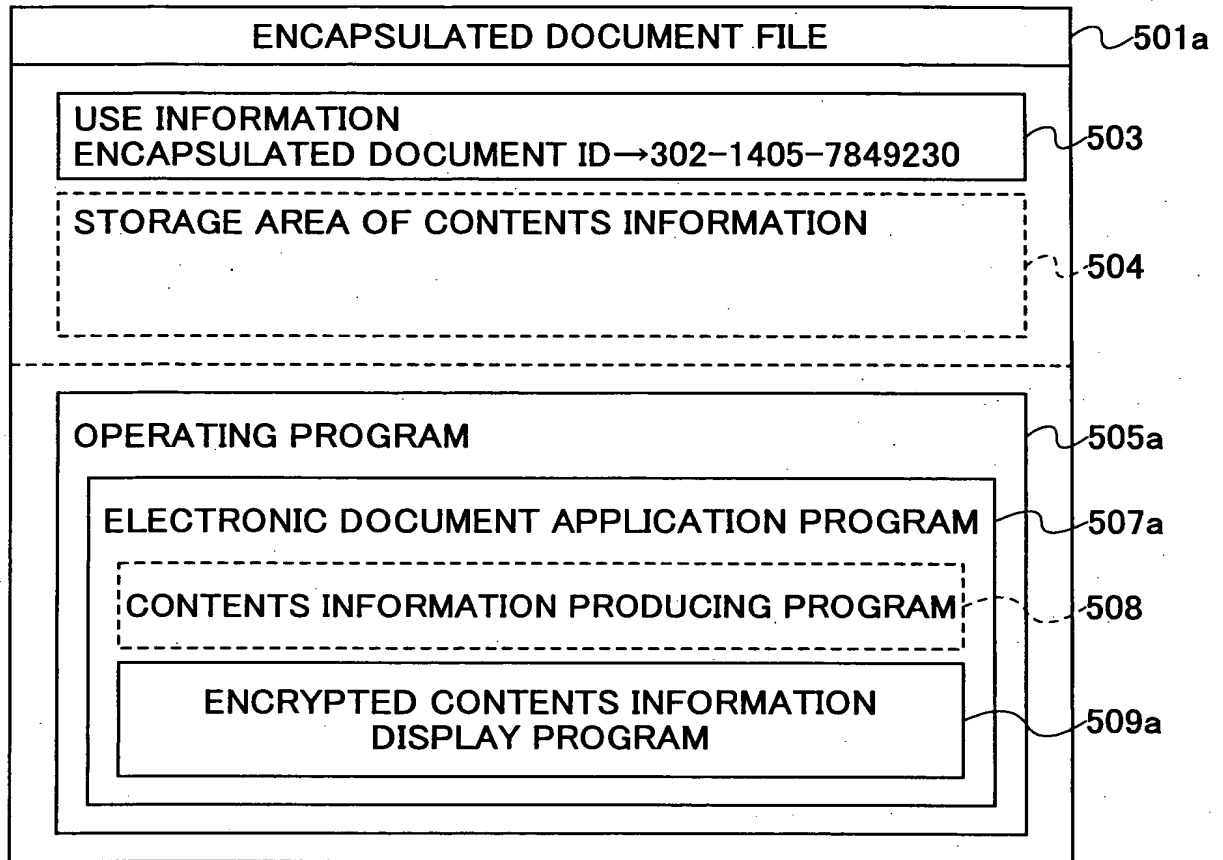 ENCAPSULATED DOCUMENT FILE
501a
USE INFORMATION
ENCAPSULATED DOCUMENT ID→302-1405-7849230
503
STORAGE AREA OF CONTENTS INFORMATION
504
OPERATING PROGRAM
505a
ELECTRONIC DOCUMENT APPLICATION PROGRAM
507a
CONTENTS INFORMATION PRODUCING PROGRAM
508
ENCRYPTED CONTENTS INFORMATION
DISPLAY PROGRAM
509a